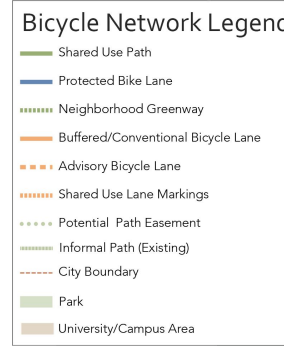 Bicycle Network Legend
Shared Use Path
Protected Bike Lane
Neighborhood Greenway
Buffered/Conventional Bicycle Lane
Advisory Bicycle Lane
Shared Use Lane Markings
Potential Path Easement
Informal Path (Existing)
City Boundary
Park
University/Campus Area